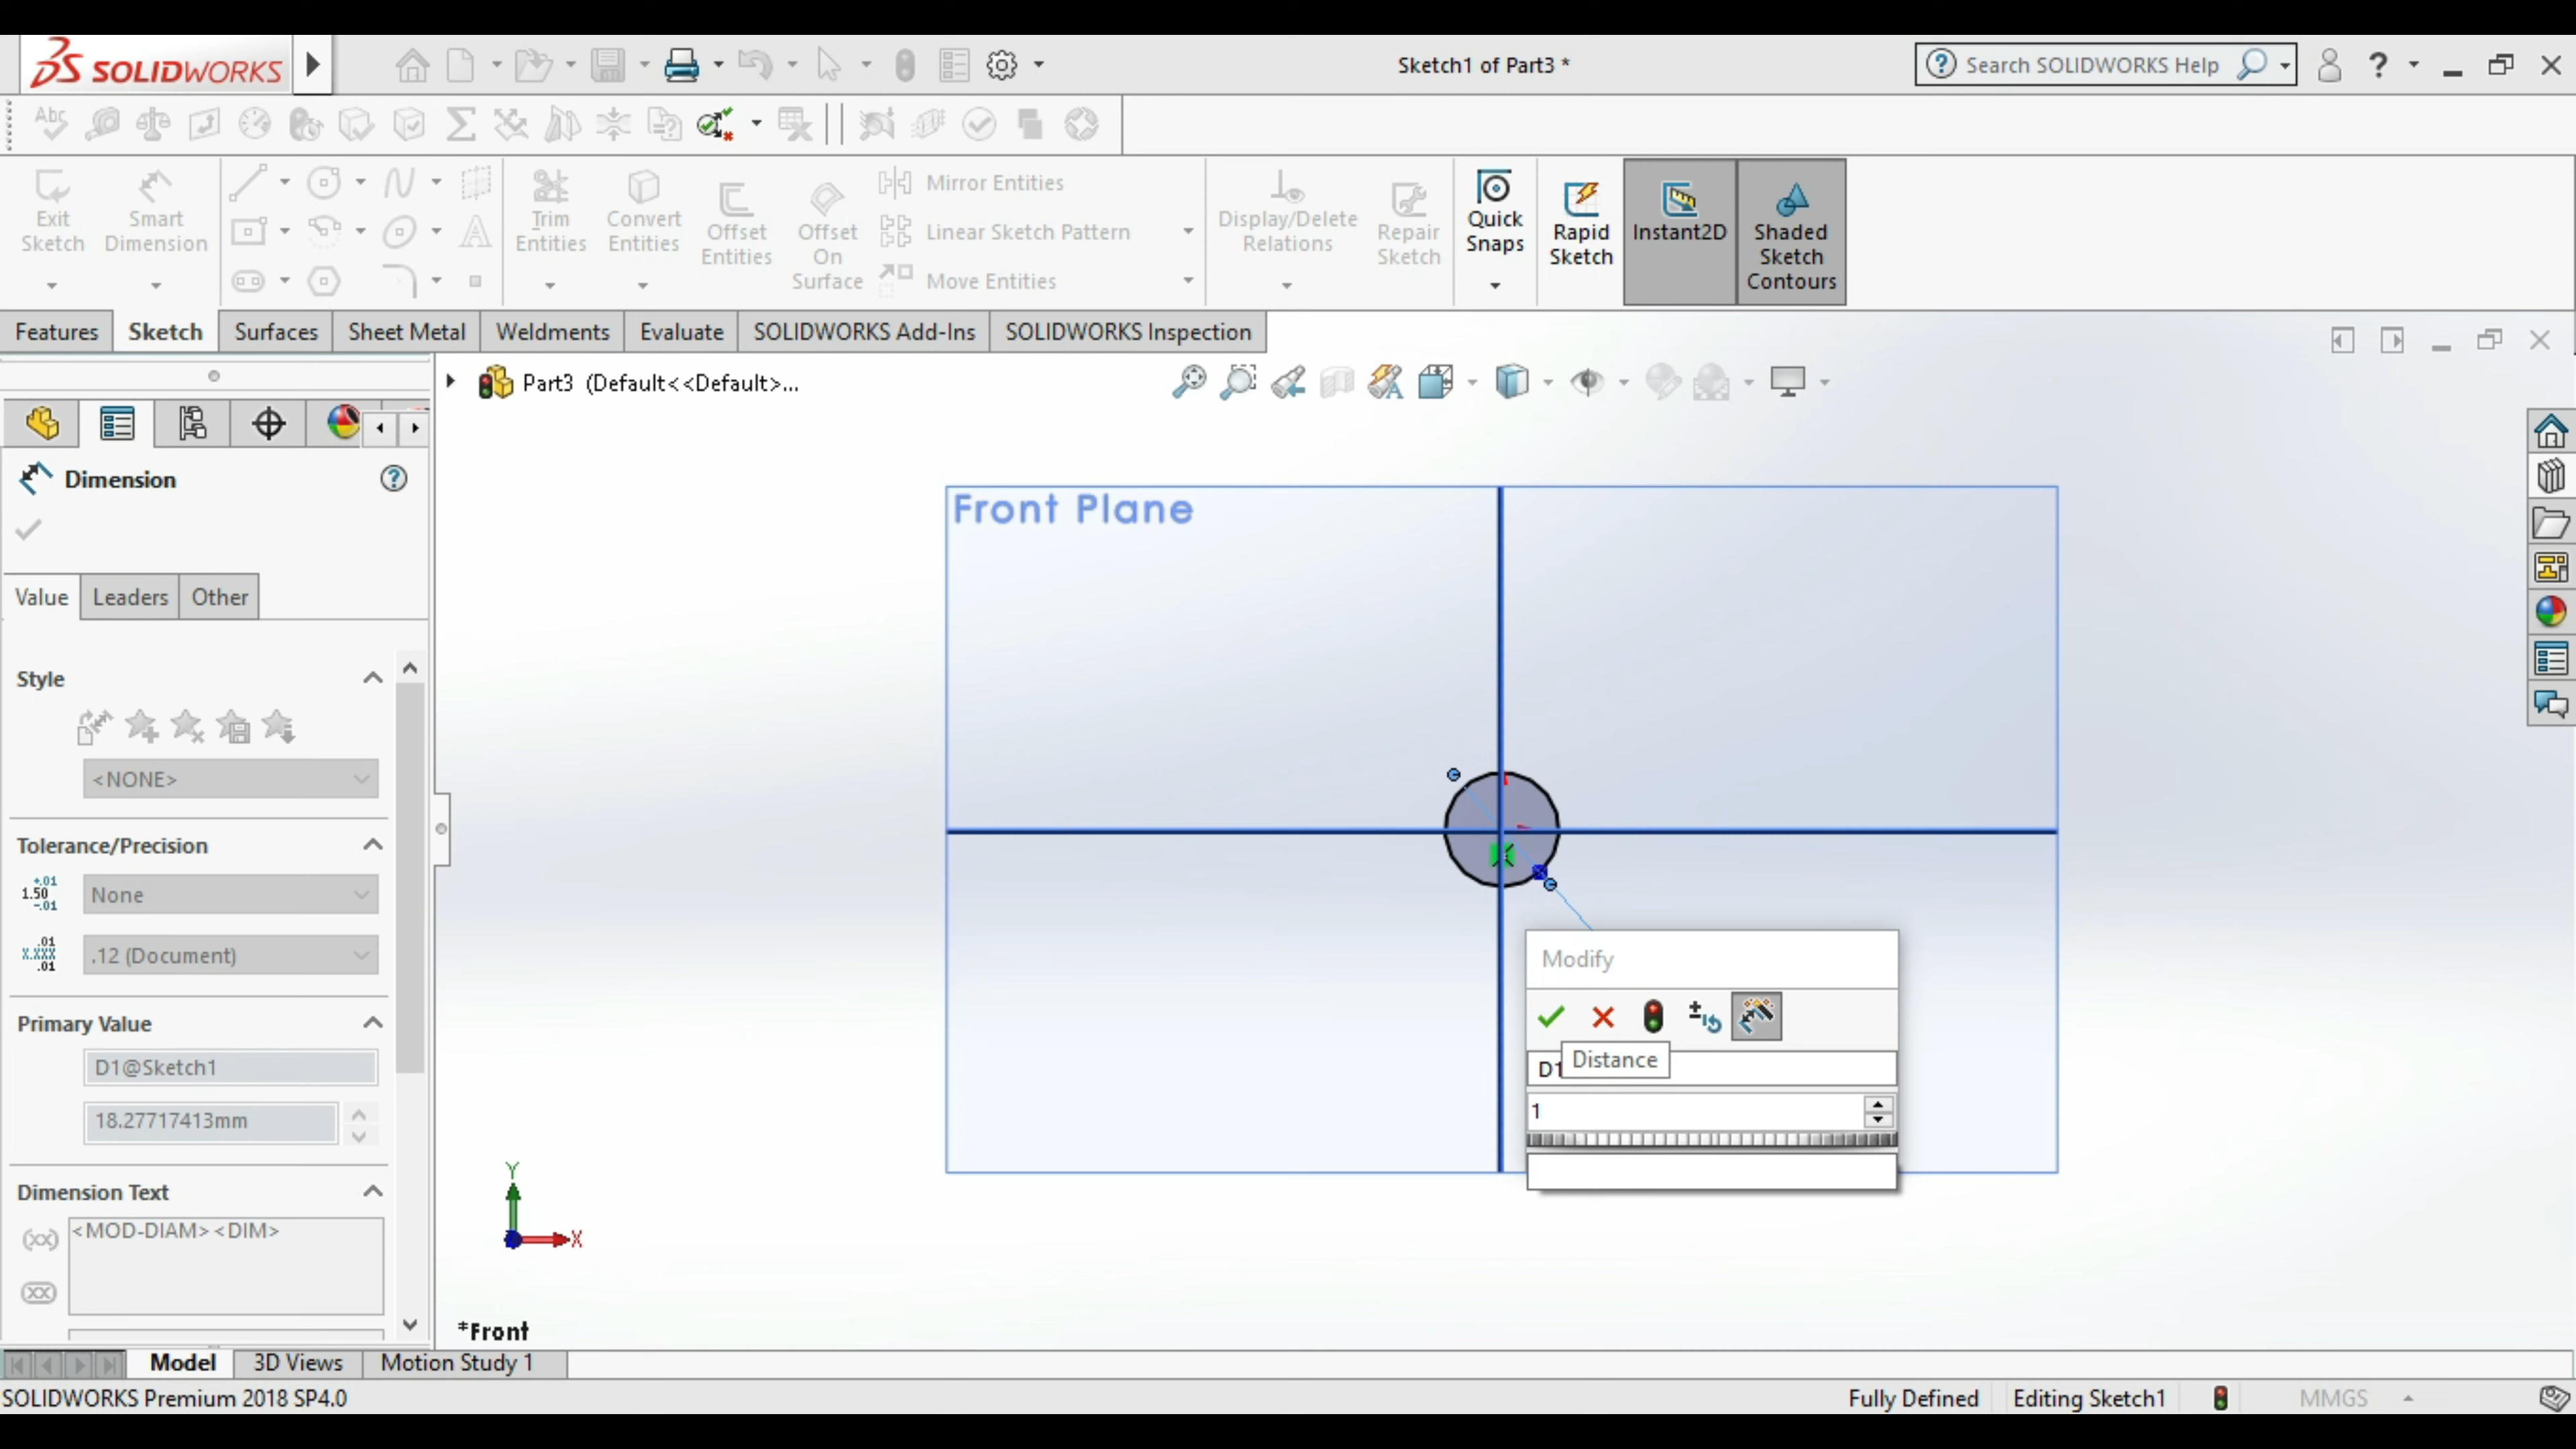 SOLIDWORKS
Sketch1 of Part3 *
Search SOLIDWORKS Help
Exit Sketch
Smart Dimension
Trim Entities
Convert Entities
Offset Entities
Offset On Surface
Mirror Entities
Linear Sketch Pattern
Move Entities
Display/Delete Relations
Repair Sketch
Quick Snaps
Rapid Sketch
Instant2D
Shaded Sketch Contours
Features
Sketch
Surfaces
Sheet Metal
Weldments
Evaluate
SOLIDWORKS Add-Ins
SOLIDWORKS Inspection
Part3 (Default<<Default>...
Dimension
Value
Leaders
Other
Style
<NONE>
Tolerance/Precision
1.50 +.01 -.01
None
X.XXX .01 .01
.12 (Document)
Primary Value
D1@Sketch1
18.27717413mm
Dimension Text
(xx)
<MOD-DIAM><DIM>
xx
Front Plane
Modify
D1
Distance
1
Y
X
*Front
Model
3D Views
Motion Study 1
SOLIDWORKS Premium 2018 SP4.0
Fully Defined
Editing Sketch1
MMGS